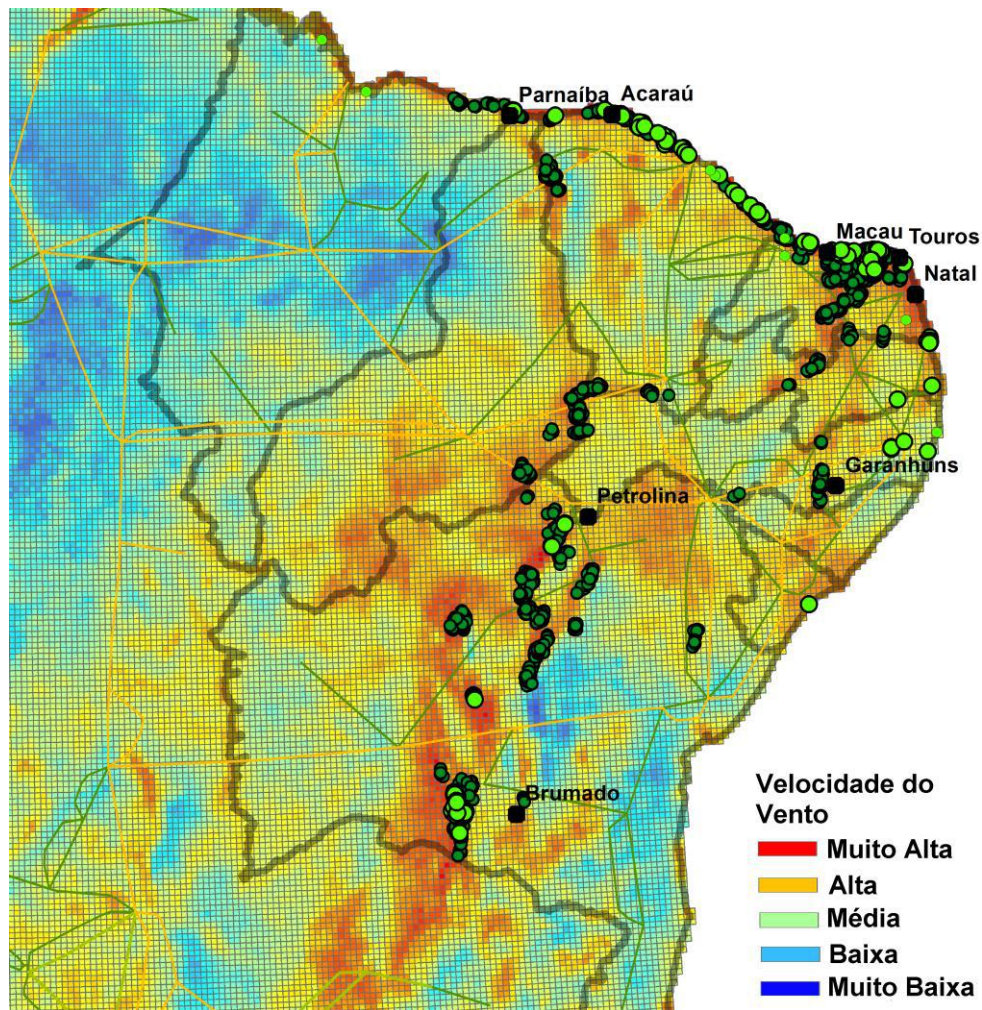 Parnaíba Acaraú
Macau Touros
Natal
Garanhuns
Petrolina
Brumado
Velocidade do
Vento
Muito Alta
Alta
Média
Baixa
Muito Baixa